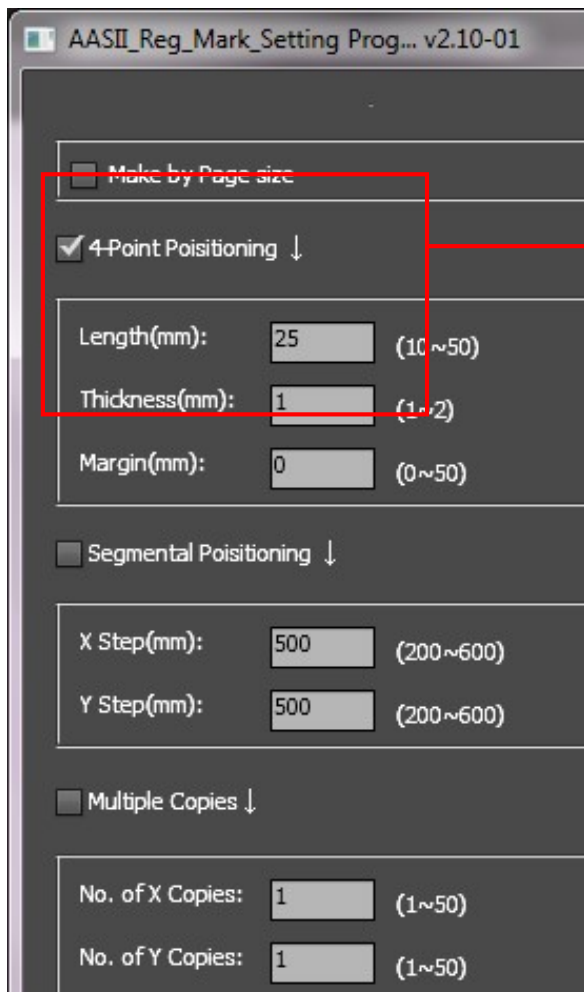 AASII_Reg_Mark_Setting Prog... v2.10-01
Make by Page size
4-Point Poisitioning ↓
Length(mm): 25 (10~50)
Thickness(mm): 1 (1~2)
Margin(mm): 0 (0~50)
Segmental Poisitioning ↓
X Step(mm): 500 (200~600)
Y Step(mm): 500 (200~600)
Multiple Copies ↓
No. of X Copies: 1 (1~50)
No. of Y Copies: 1 (1~50)